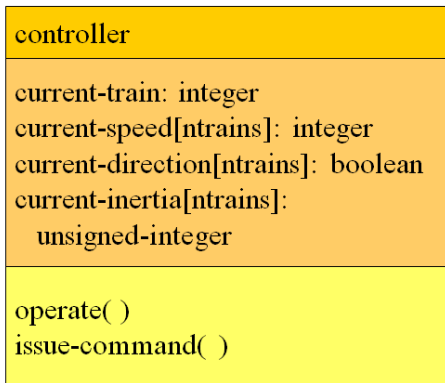 controller
current-train: integer
current-speed[ntrains]: integer
current-direction[ntrains]: boolean
current-inertia[ntrains]:
unsigned-integer
operate( )
issue-command( )